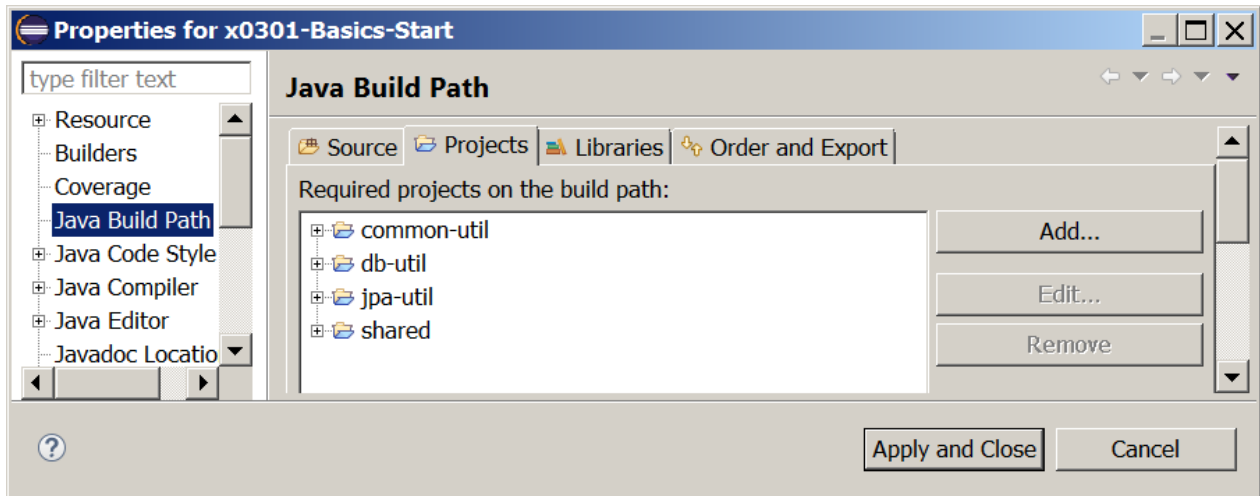 Properties for x0301-Basics-Start
type filter text
Resource
Builders
Coverage
Java Build Path
Java Code Style
Java Compiler
Java Editor
Javadoc Locatio
Java Build Path
Source Projects Libraries Order and Export
Required projects on the build path:
common-util
db-util
jpa-util
shared
Add...
Edit...
Remove
Apply and Close Cancel